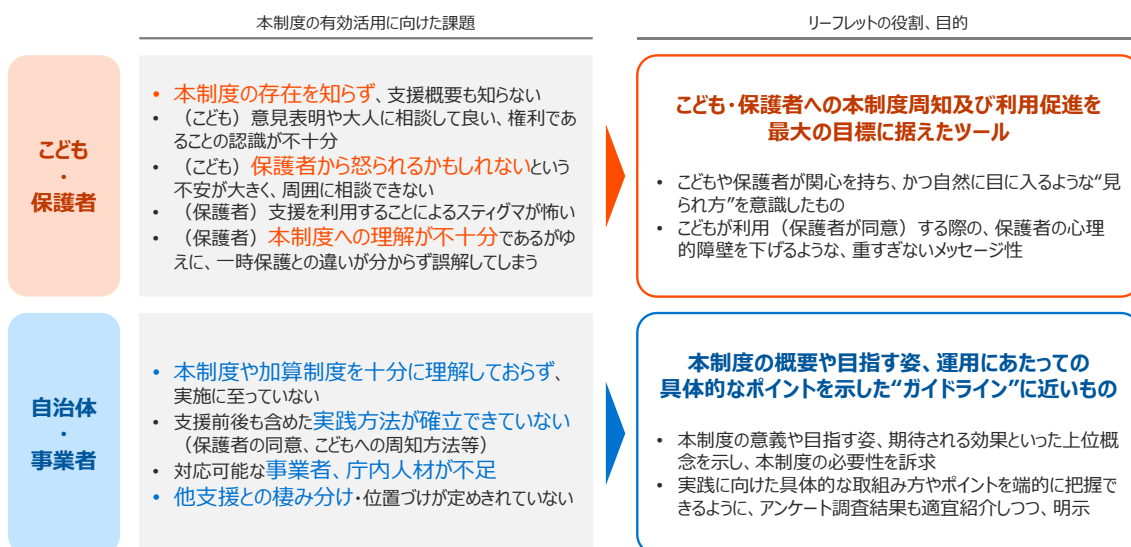 本制度の有効活用に向けた課題
リーフレットの役割、目的
こども
・
保護者
• 本制度の存在を知らず、支援概要も知らない
• （こども）意見表明や大人に相談して良い、権利であ
ることの認識が不十分
• （こども）保護者から怒られるかもしれないという
不安が大きく、周囲に相談できない
• （保護者）支援を利用することによるスティグマが怖い
• （保護者）本制度への理解が不十分であるがゆ
えに、一時保護との違いが分からず誤解してしまう
こども・保護者への本制度周知及び利用促進を
最大の目標に据えたツール
• こどもや保護者が関心を持ち、かつ自然に目に入るような“見
られ方”を意識したもの
• こどもが利用（保護者が同意）する際の、保護者の心理
的障壁を下げるような、重すぎないメッセージ性
自治体
・
事業者
• 本制度や加算制度を十分に理解しておらず、
実施に至っていない
• 支援前後も含めた実践方法が確立できていない
（保護者の同意、こどもへの周知方法等）
• 対応可能な事業者、庁内人材が不足
• 他支援との棲み分け・位置づけが定めきれていない
本制度の概要や目指す姿、運用にあたっての
具体的なポイントを示した“ガイドライン”に近いもの
• 本制度の意義や目指す姿、期待される効果といった上位概
念を示し、本制度の必要性を訴求
• 実践に向けた具体的な取組み方やポイントを端的に把握で
きるように、アンケート調査結果も適宜紹介しつつ、明示